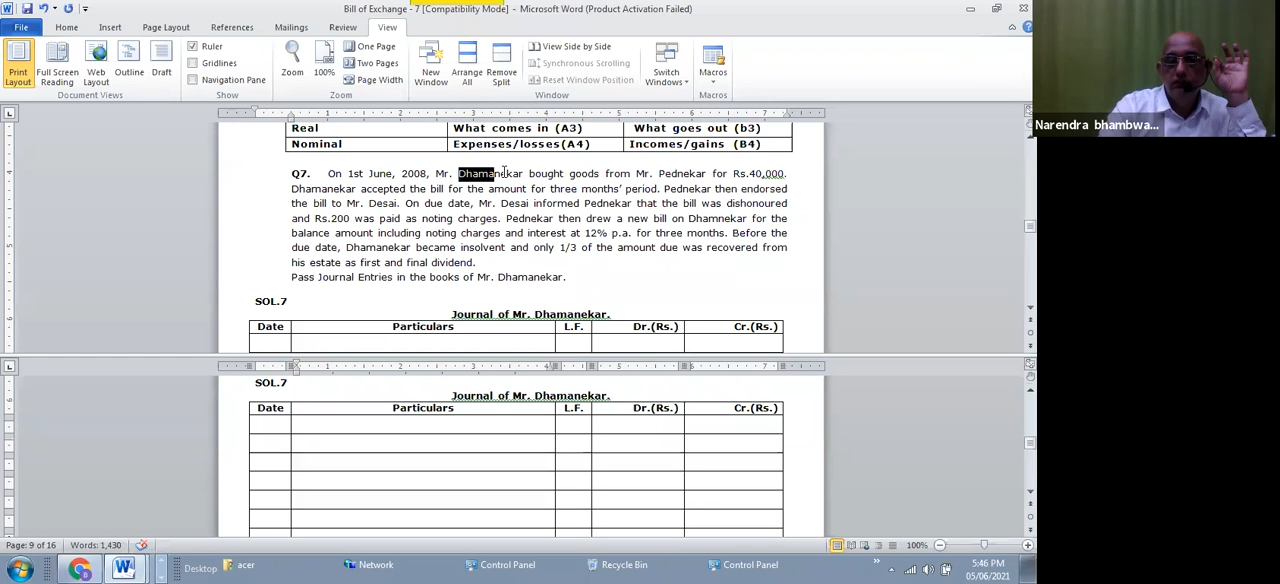 Bill of Exchange - 7 [Compatibility Mode] - Microsoft Word (Product Activation Failed)
File Home Insert Page Layout References Mailings Review View
Print Layout Full Screen Reading Web Layout Outline Draft
Ruler
Gridlines
Navigation Pane
Zoom 100%
One Page
Two Pages
Page Width
New Window Arrange All Remove Split
View Side by Side
Synchronous Scrolling
Reset Window Position
Switch Windows Macros
Document Views Show Zoom Window Macros
Narendra bhambwa...
Real What comes in (A3) What goes out (b3)
Nominal Expenses/losses(A4) Incomes/gains (B4)
Q7. On 1st June, 2008, Mr. Dhamanekar bought goods from Mr. Pednekar for Rs.40,000.
Dhamanekar accepted the bill for the amount for three months' period. Pednekar then endorsed
the bill to Mr. Desai. On due date, Mr. Desai informed Pednekar that the bill was dishonoured
and Rs.200 was paid as noting charges. Pednekar then drew a new bill on Dhamnekar for the
balance amount including noting charges and interest at 12% p.a. for three months. Before the
due date, Dhamanekar became insolvent and only 1/3 of the amount due was recovered from
his estate as first and final dividend.
Pass Journal Entries in the books of Mr. Dhamanekar.
SOL.7
Journal of Mr. Dhamanekar.
Date Particulars L.F. Dr.(Rs.) Cr.(Rs.)
SOL.7
Journal of Mr. Dhamanekar.
Date Particulars L.F. Dr.(Rs.) Cr.(Rs.)
Page: 9 of 16 Words: 1,430 100%
Desktop acer Network Control Panel Recycle Bin Control Panel
5:46 PM
05/06/2021